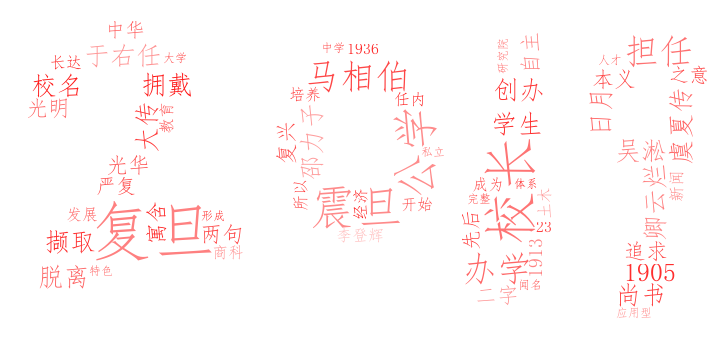 中华
于右任
大学
长达
校名
拥戴
光明
大传
教育
光华
严复
发展
复旦
寓含
形成
撷取
两句
商科
脱离
特色
中学
1936
马相伯
培养
任内
复兴
邵力子
公学
私立
所以
震旦
经济
开始
李登辉
研究院
自主
创办
学生
校长
成为
体系
完整
土木
先后
23
办学
1913
二字
闻名
担任
人才
本义
之意
日月
虞夏传
吴淞
卿云烂
新闻
追求
1905
尚书
应用型